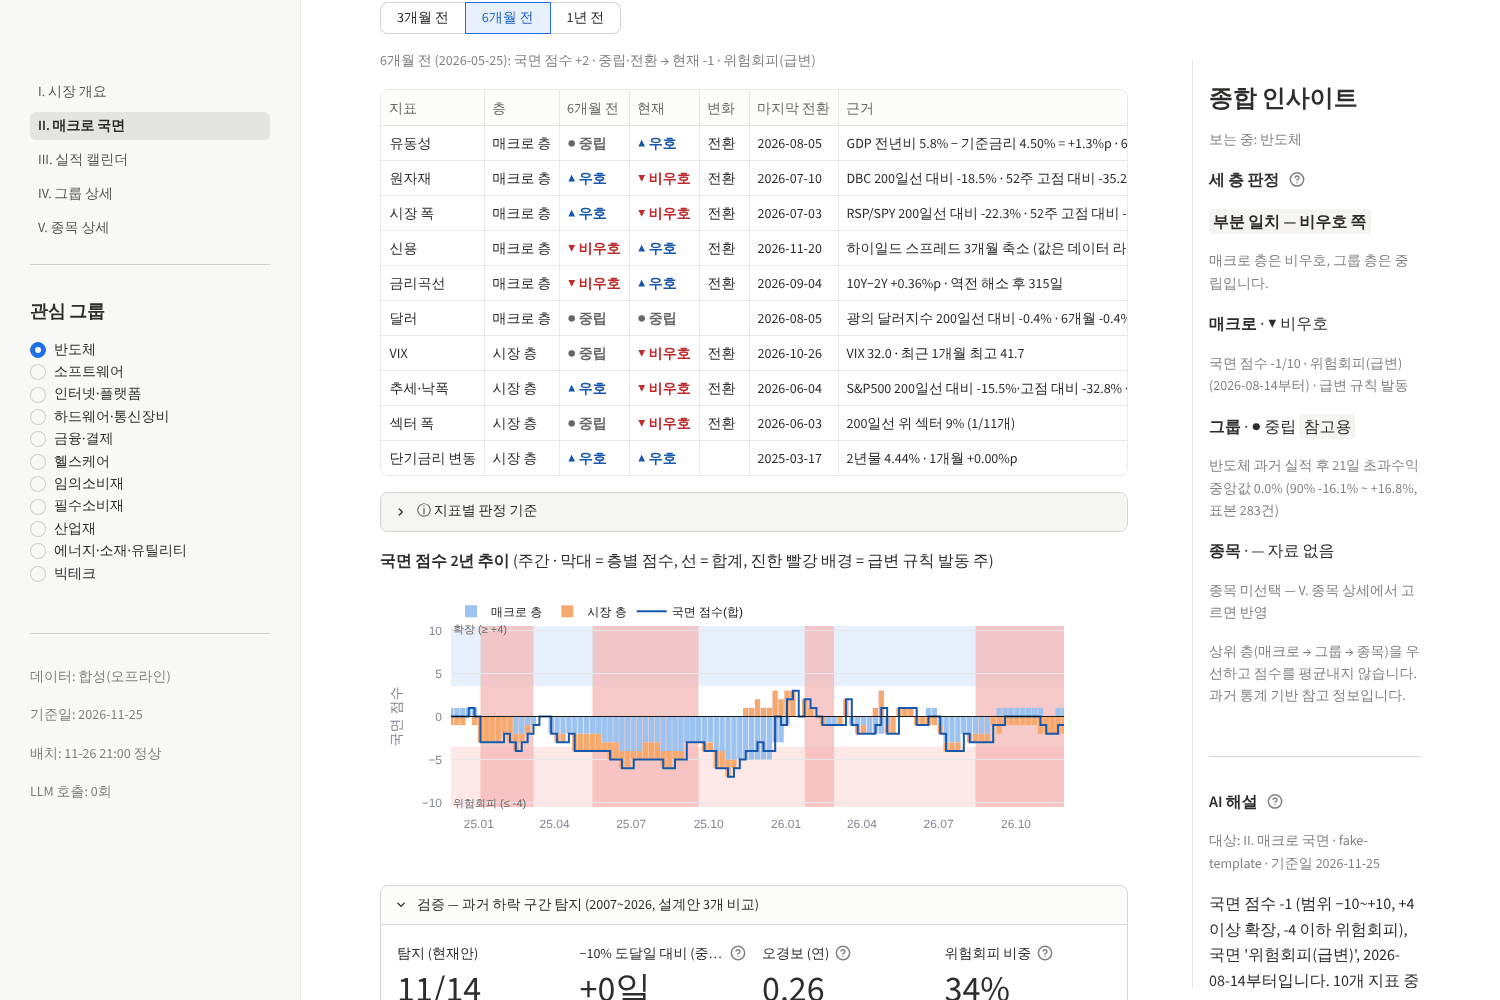 I. 시장 개요
II. 매크로 국면
III. 실적 캘린더
IV. 그룹 상세
V. 종목 상세
관심 그룹
반도체
소프트웨어
인터넷·플랫폼
하드웨어·통신장비
금융·결제
헬스케어
임의소비재
필수소비재
산업재
에너지·소재·유틸리티
빅테크
데이터: 합성(오프라인)
기준일: 2026-11-25
배치: 11-26 21:00 정상
LLM 호출: 0회
3개월 전 6개월 전 1년 전
6개월 전 (2026-05-25): 국면 점수 +2 · 중립·전환 → 현재 -1 · 위험회피(급변)
지표 층 6개월 전 현재 변화 마지막 전환 근거
유동성 매크로 층 ● 중립 ▲ 우호 전환 2026-08-05 GDP 전년비 5.8% − 기준금리 4.50% = +1.3%p · 6
원자재 매크로 층 ▲ 우호 ▼ 비우호 전환 2026-07-10 DBC 200일선 대비 -18.5% · 52주 고점 대비 -35.2
시장 폭 매크로 층 ▲ 우호 ▼ 비우호 전환 2026-07-03 RSP/SPY 200일선 대비 -22.3% · 52주 고점 대비 -
신용 매크로 층 ▼ 비우호 ▲ 우호 전환 2026-11-20 하이일드 스프레드 3개월 축소 (값은 데이터 라
금리곡선 매크로 층 ▼ 비우호 ▲ 우호 전환 2026-09-04 10Y−2Y +0.36%p · 역전 해소 후 315일
달러 매크로 층 ● 중립 ● 중립 2026-08-05 광의 달러지수 200일선 대비 -0.4% · 6개월 -0.4%
VIX 시장 층 ● 중립 ▼ 비우호 전환 2026-10-26 VIX 32.0 · 최근 1개월 최고 41.7
추세·낙폭 시장 층 ▲ 우호 ▼ 비우호 전환 2026-06-04 S&P500 200일선 대비 -15.5%·고점 대비 -32.8% ·
섹터 폭 시장 층 ● 중립 ▼ 비우호 전환 2026-06-03 200일선 위 섹터 9% (1/11개)
단기금리 변동 시장 층 ▲ 우호 ▲ 우호 2025-03-17 2년물 4.44% · 1개월 +0.00%p
ⓘ 지표별 판정 기준
국면 점수 2년 추이 (주간 · 막대 = 층별 점수, 선 = 합계, 진한 빨강 배경 = 급변 규칙 발동 주)
매크로 층 시장 층 국면 점수(합)
확장 (≥ +4)
위험회피 (≤ -4)
국면 점수
10
5
0
−5
−10
25.01 25.04 25.07 25.10 26.01 26.04 26.07 26.10
검증 — 과거 하락 구간 탐지 (2007~2026, 설계안 3개 비교)
탐지 (현재안) −10% 도달일 대비 (중… 오경보 (연) 위험회피 비중
11/14 +0일 0.26 34%
종합 인사이트
보는 중: 반도체
세 층 판정
부분 일치 — 비우호 쪽
매크로 층은 비우호, 그룹 층은 중
립입니다.
매크로 · ▼ 비우호
국면 점수 -1/10 · 위험회피(급변)
(2026-08-14부터) · 급변 규칙 발동
그룹 · ● 중립 참고용
반도체 과거 실적 후 21일 초과수익
중앙값 0.0% (90% -16.1% ~ +16.8%,
표본 283건)
종목 · — 자료 없음
종목 미선택 — V. 종목 상세에서 고
르면 반영
상위 층(매크로 → 그룹 → 종목)을 우
선하고 점수를 평균내지 않습니다.
과거 통계 기반 참고 정보입니다.
AI 해설
대상: II. 매크로 국면 · fake-
template · 기준일 2026-11-25
국면 점수 -1 (범위 −10~+10, +4
이상 확장, -4 이하 위험회피),
국면 '위험회피(급변)', 2026-
08-14부터입니다. 10개 지표 중